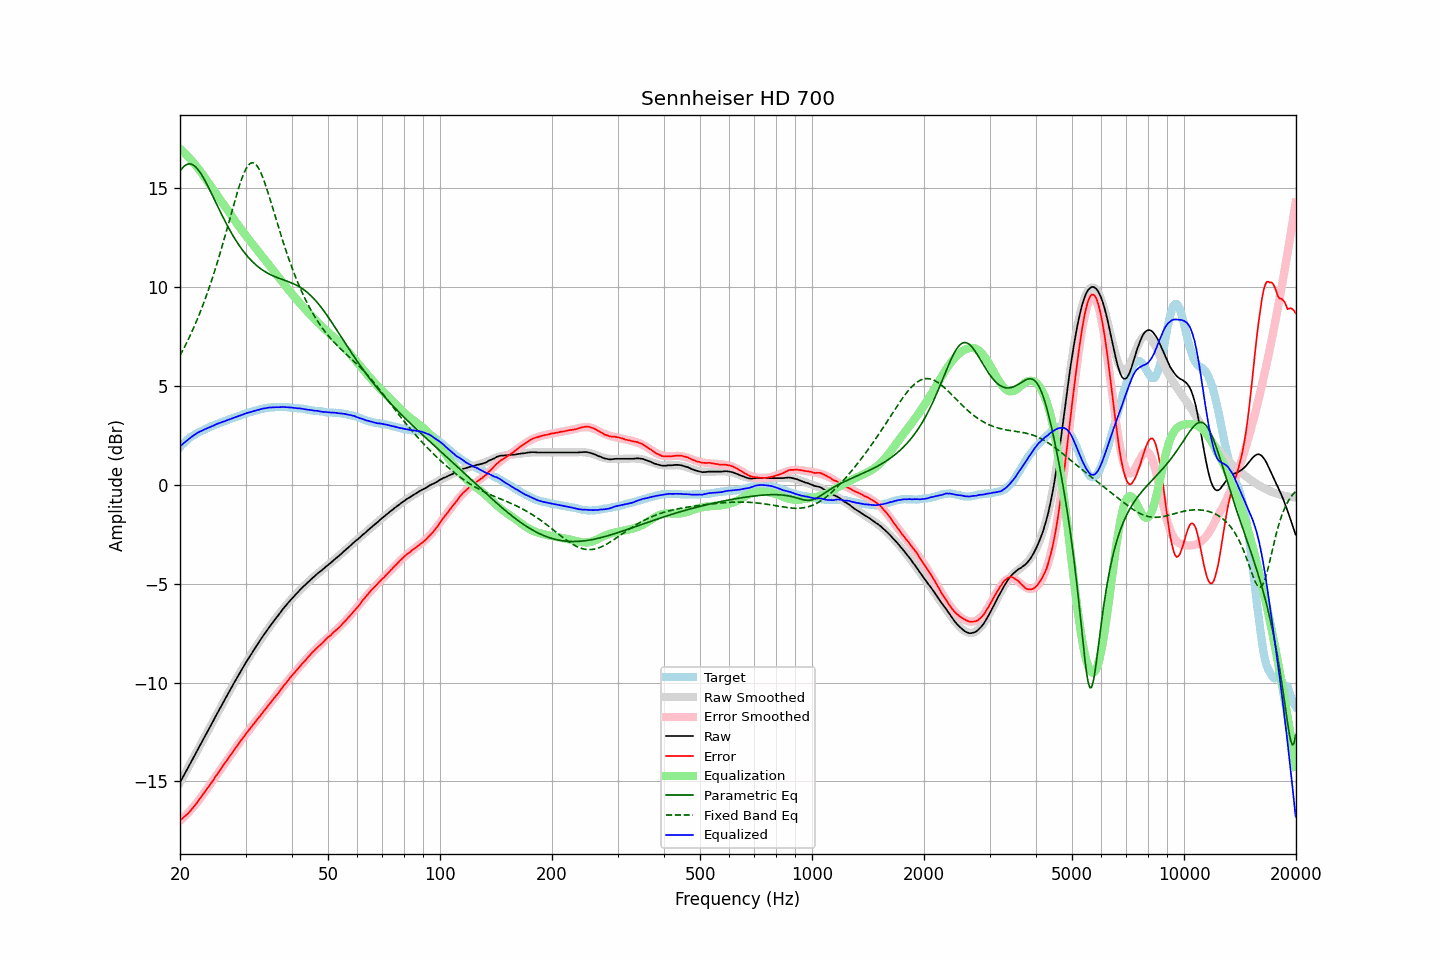 Sennheiser HD 700
Amplitude (dBr)
15
10
5
0
−5
−10
−15
Target
Raw Smoothed
Error Smoothed
Raw
Error
Equalization
Parametric Eq
Fixed Band Eq
Equalized
20 50 100 200 500 1000 2000 5000 10000 20000
Frequency (Hz)